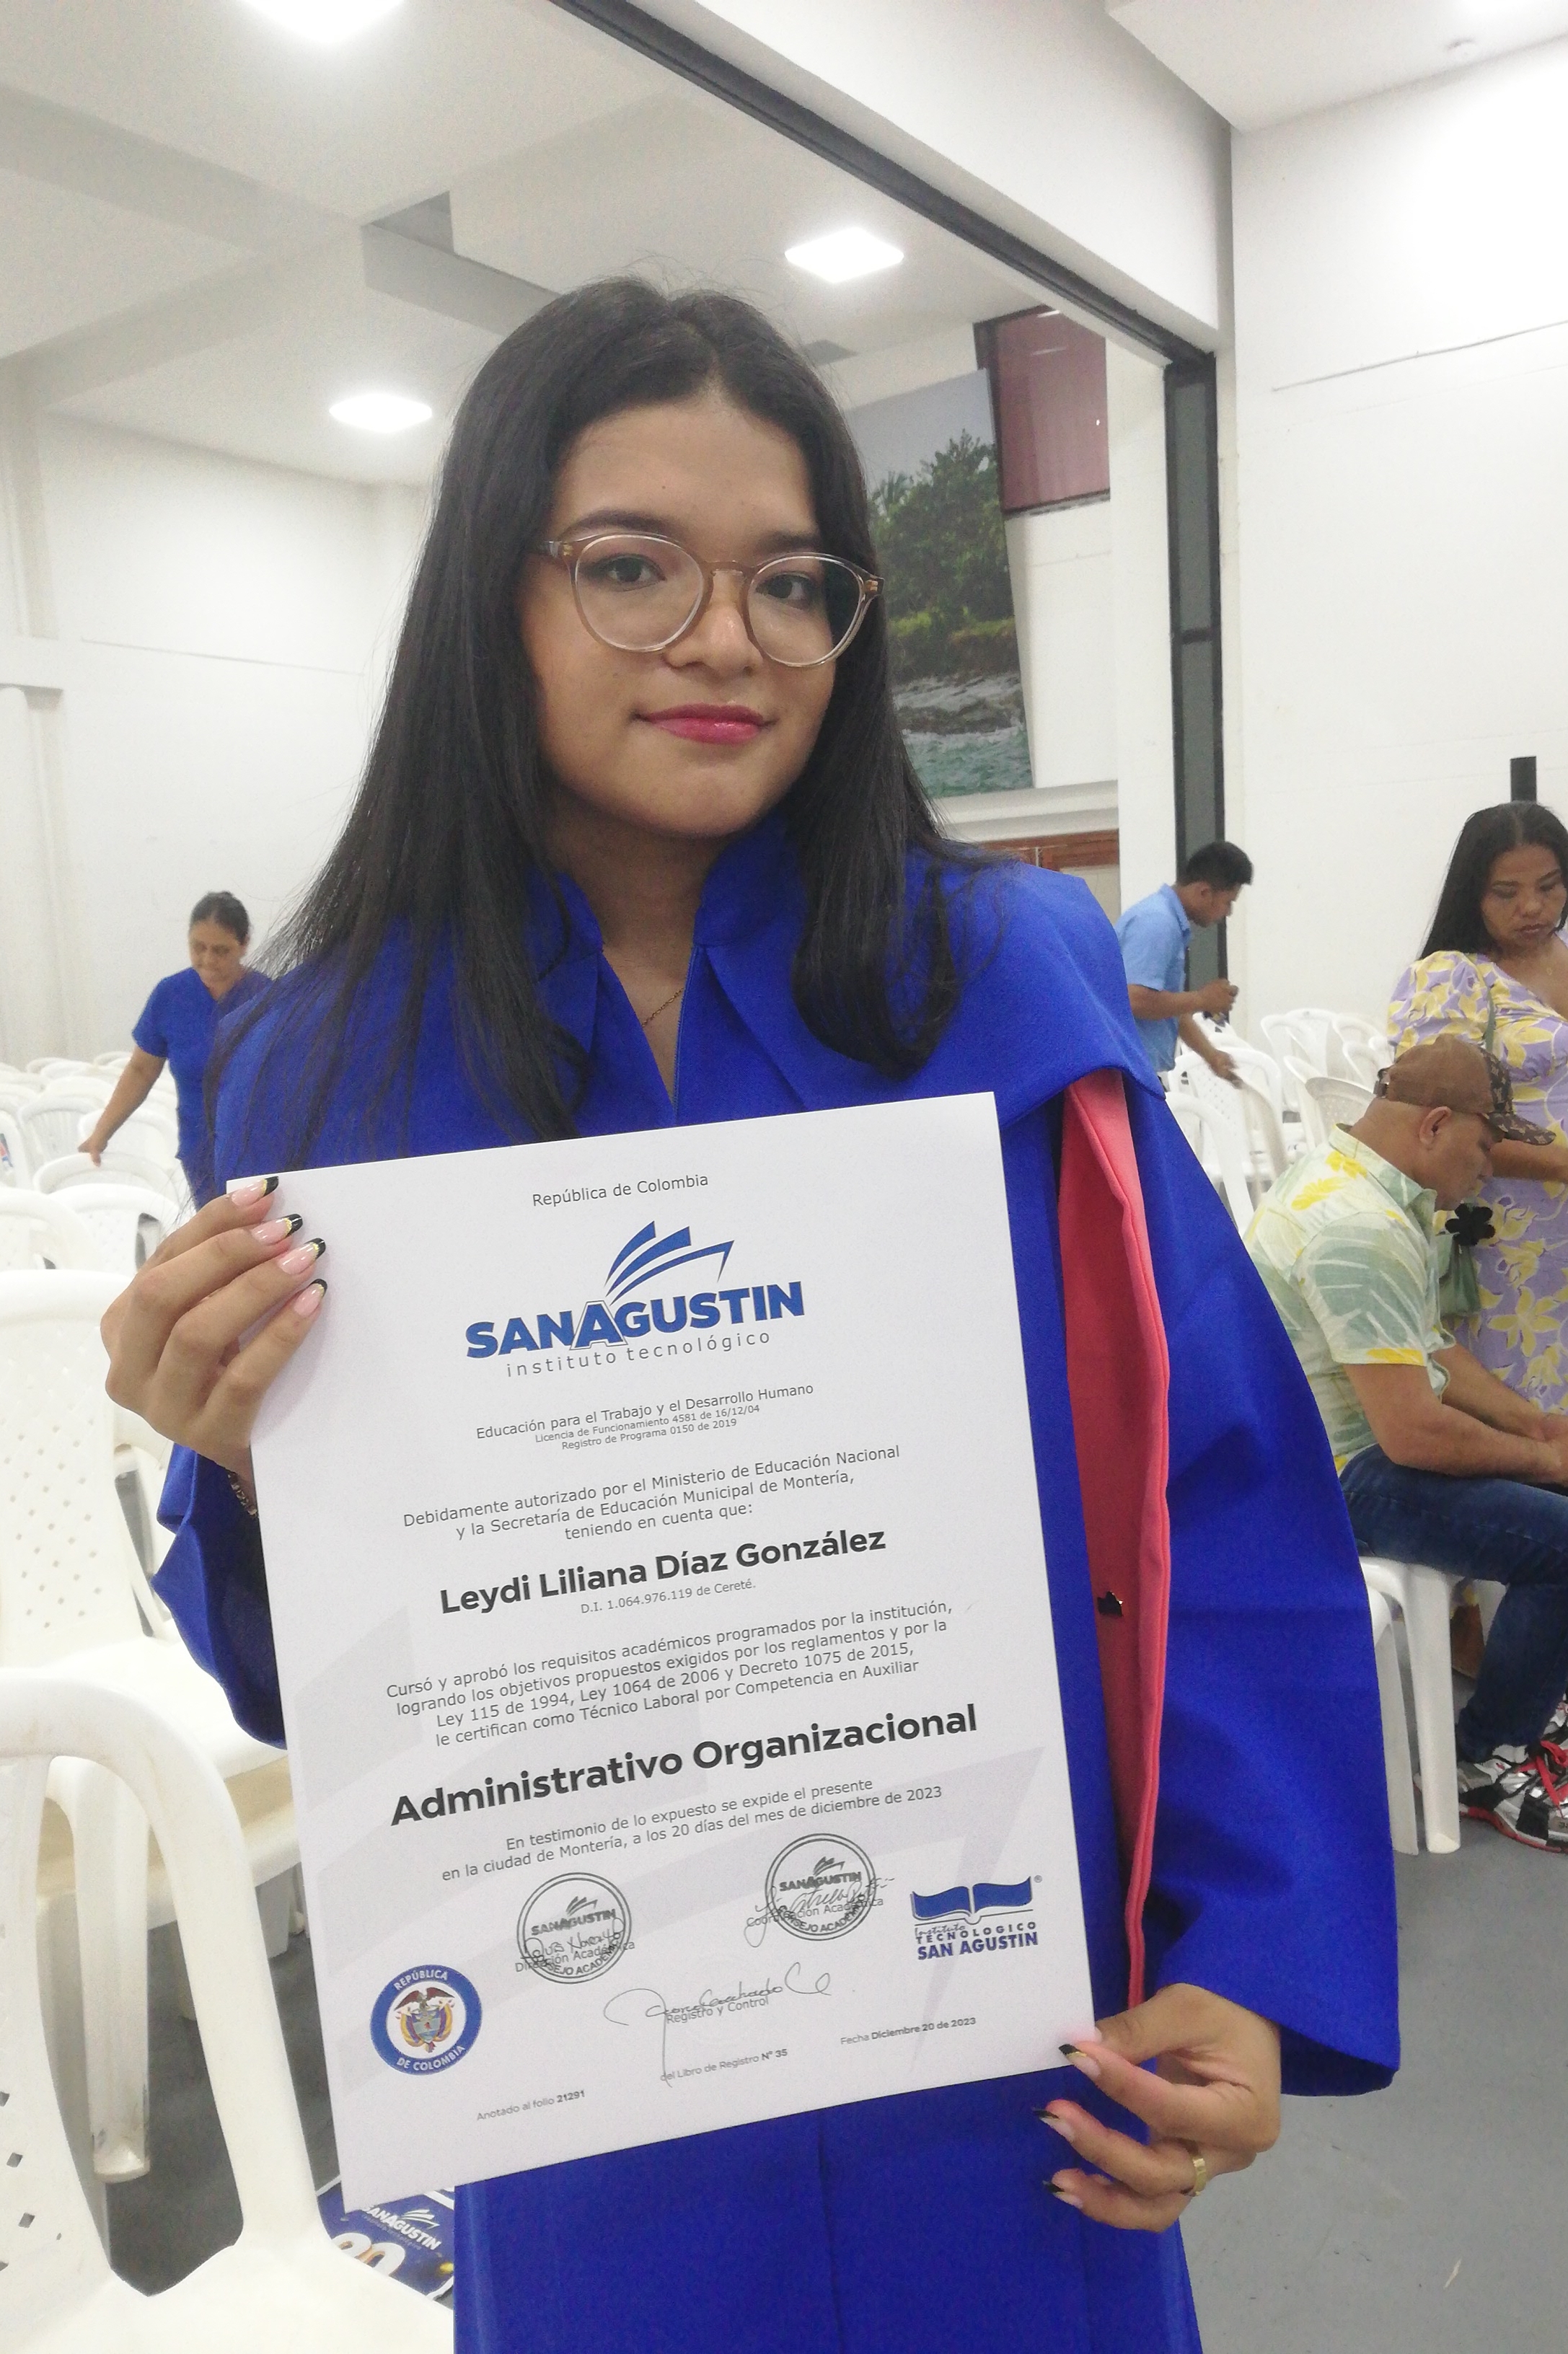 República de Colombia
SANAGUSTIN
instituto tecnológico
Educación para el Trabajo y el Desarrollo Humano
Licencia de Funcionamiento 4581 de 16/12/04
Registro de Programa 0150 de 2019
Debidamente autorizado por el Ministerio de Educación Nacional
y la Secretaría de Educación Municipal de Montería,
teniendo en cuenta que:
Leydi Liliana Díaz González
D.I. 1.064.976.119 de Cereté.
Cursó y aprobó los requisitos académicos programados por la institución,
logrando los objetivos propuestos exigidos por los reglamentos y por la
Ley 115 de 1994, Ley 1064 de 2006 y Decreto 1075 de 2015,
le certifican como Técnico Laboral por Competencia en Auxiliar
Administrativo Organizacional
En testimonio de lo expuesto se expide el presente
en la ciudad de Montería, a los 20 días del mes de diciembre de 2023
SANAGUSTIN
Dirección Académica
CONSEJO ACADÉMICO
SANAGUSTIN
Coordinación Académica
CONSEJO ACADÉMICO
Instituto
TECNOLOGICO
SAN AGUSTIN
®
REPÚBLICA
DE COLOMBIA
Registro y Control
Anotado al folio 21291
del Libro de Registro N° 35
Fecha Diciembre 20 de 2023
SANAGUSTIN